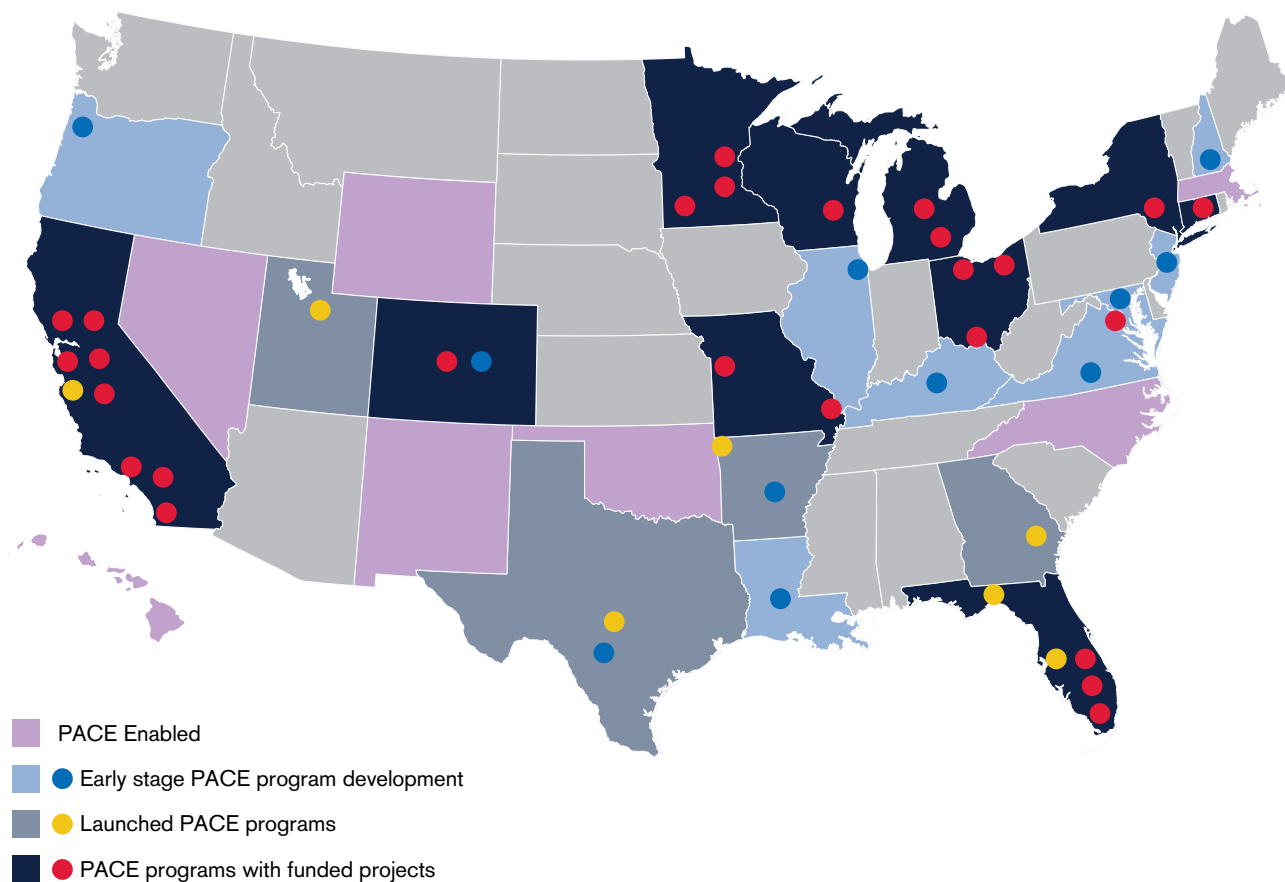 PACE Enabled
Early stage PACE program development
Launched PACE programs
PACE programs with funded projects